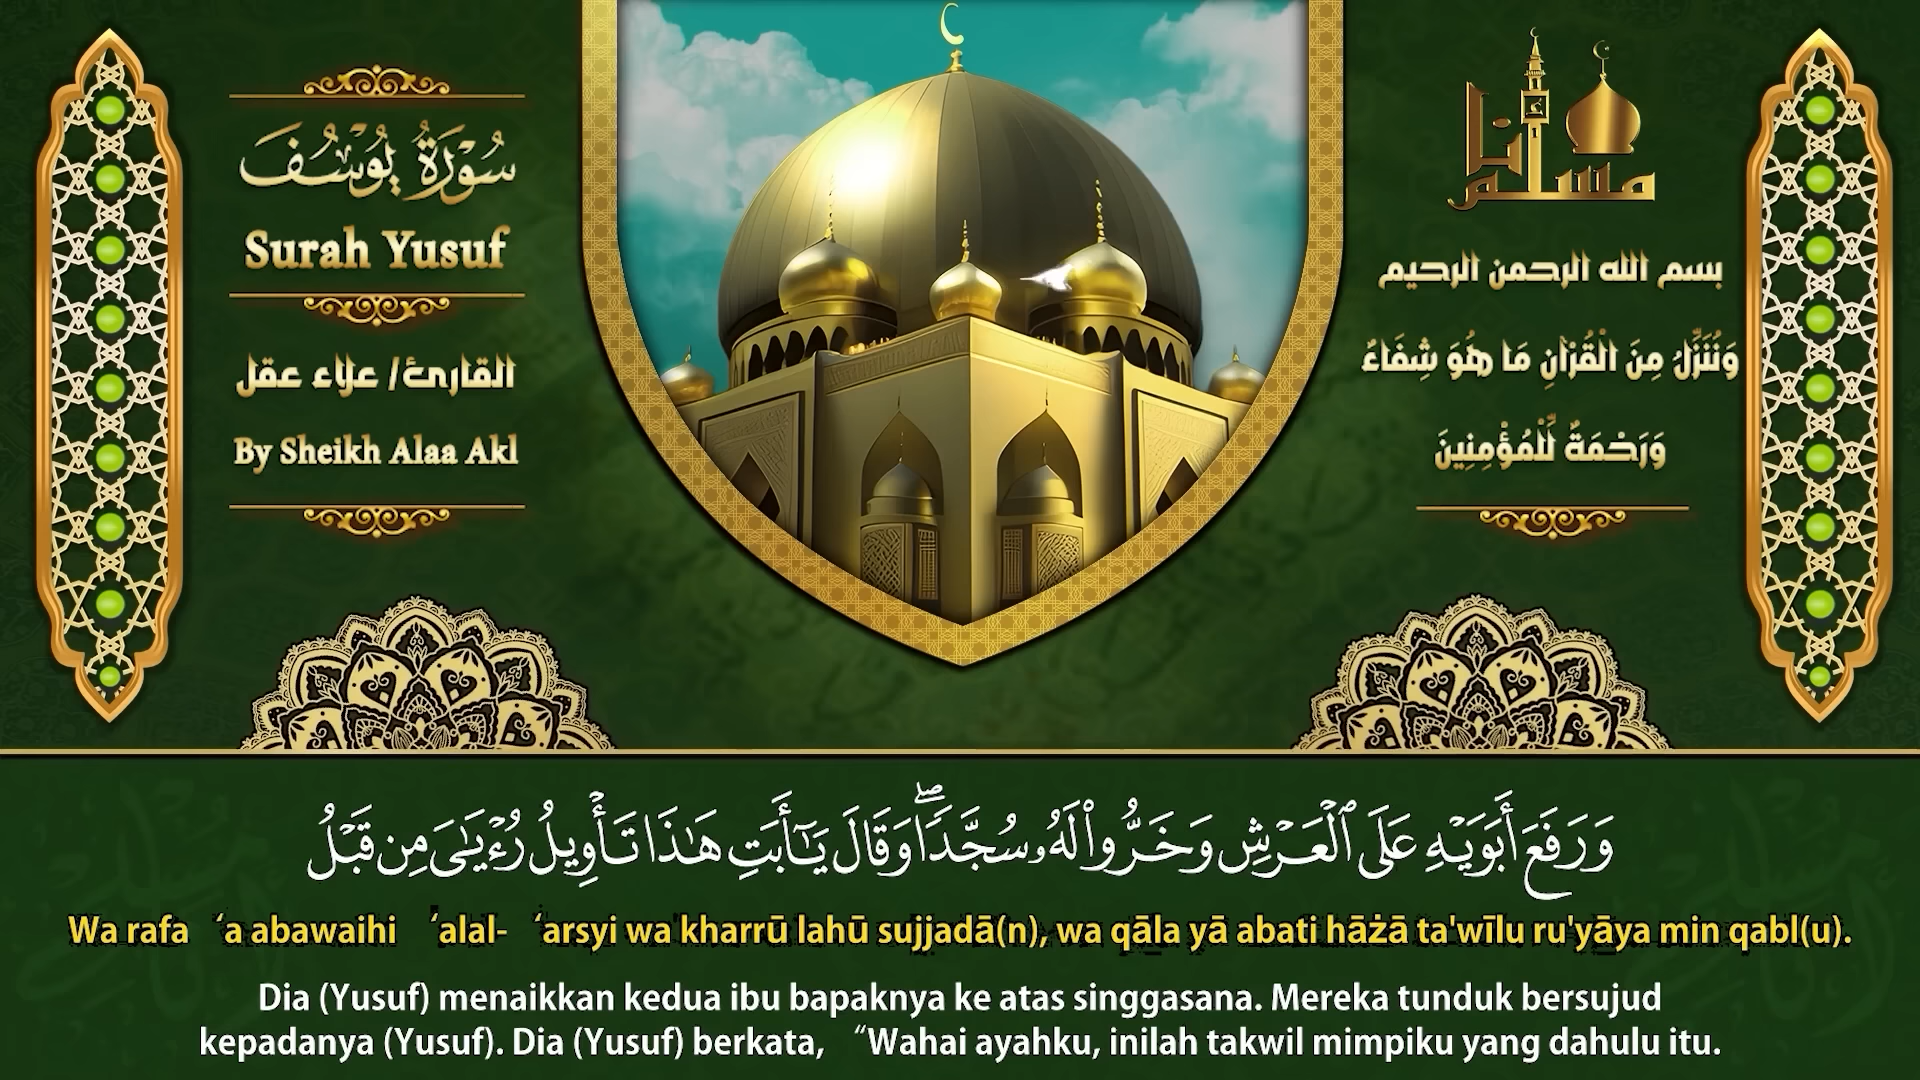 سُورَةُ يُوسُفَ
Surah Yusuf
القارئ/ علاء عقل
By Sheikh Alaa Akl
أنا
مسلم
بسم الله الرحمن الرحيم
وَنُنَزِّلُ مِنَ الْقُرْآنِ مَا هُوَ شِفَاءٌ
وَرَحْمَةٌ لِّلْمُؤْمِنِينَ
وَرَفَعَ أَبَوَيْهِ عَلَى ٱلْعَرْشِ وَخَرُّوا۟ لَهُۥ سُجَّدًۭا ۖ وَقَالَ يَـٰٓأَبَتِ هَـٰذَا تَأْوِيلُ رُءْيَـٰىَ مِن قَبْلُ
Wa rafa ‘a abawaihi ‘alal- ‘arsyi wa kharrū lahū sujjadā(n), wa qāla yā abati hāżā ta'wīlu ru'yāya min qabl(u).
Dia (Yusuf) menaikkan kedua ibu bapaknya ke atas singgasana. Mereka tunduk bersujud
kepadanya (Yusuf). Dia (Yusuf) berkata, “Wahai ayahku, inilah takwil mimpiku yang dahulu itu.